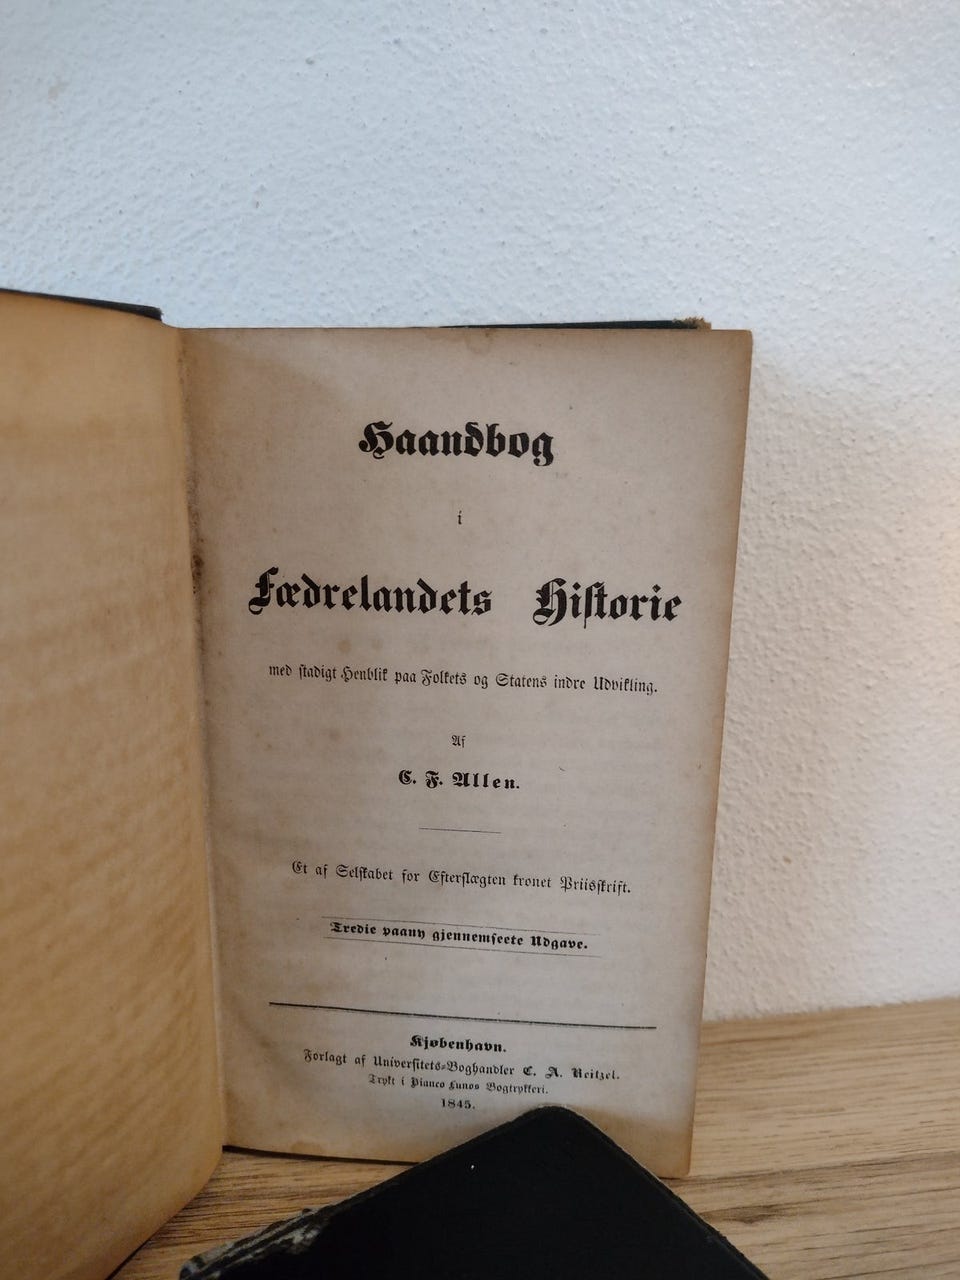 Haandbog
i
Fædrelandets Historie
med stadigt Henblik paa Folkets og Statens indre Udvikling.
Af
C. F. Allen.
Et af Selskabet for Efterslægten kronet Priisskrift.
Tredie paany gjennemseete Udgave.
Kjøbenhavn.
Forlagt af Universitets-Boghandler C. A. Reitzel.
Trykt i Bianco Lunos Bogtrykkeri.
1845.